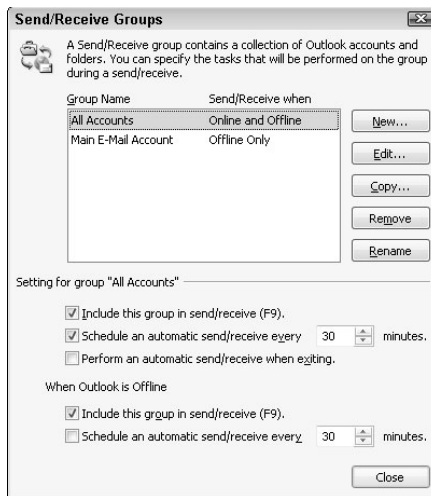 Send/Receive Groups
A Send/Receive group contains a collection of Outlook accounts and
folders. You can specify the tasks that will be performed on the group
during a send/receive.
Group Name Send/Receive when
All Accounts Online and Offline
Main E-Mail Account Offline Only
New...
Edit...
Copy...
Remove
Rename
Setting for group "All Accounts"
Include this group in send/receive (F9).
Schedule an automatic send/receive every 30 minutes.
Perform an automatic send/receive when exiting.
When Outlook is Offline
Include this group in send/receive (F9).
Schedule an automatic send/receive every 30 minutes.
Close